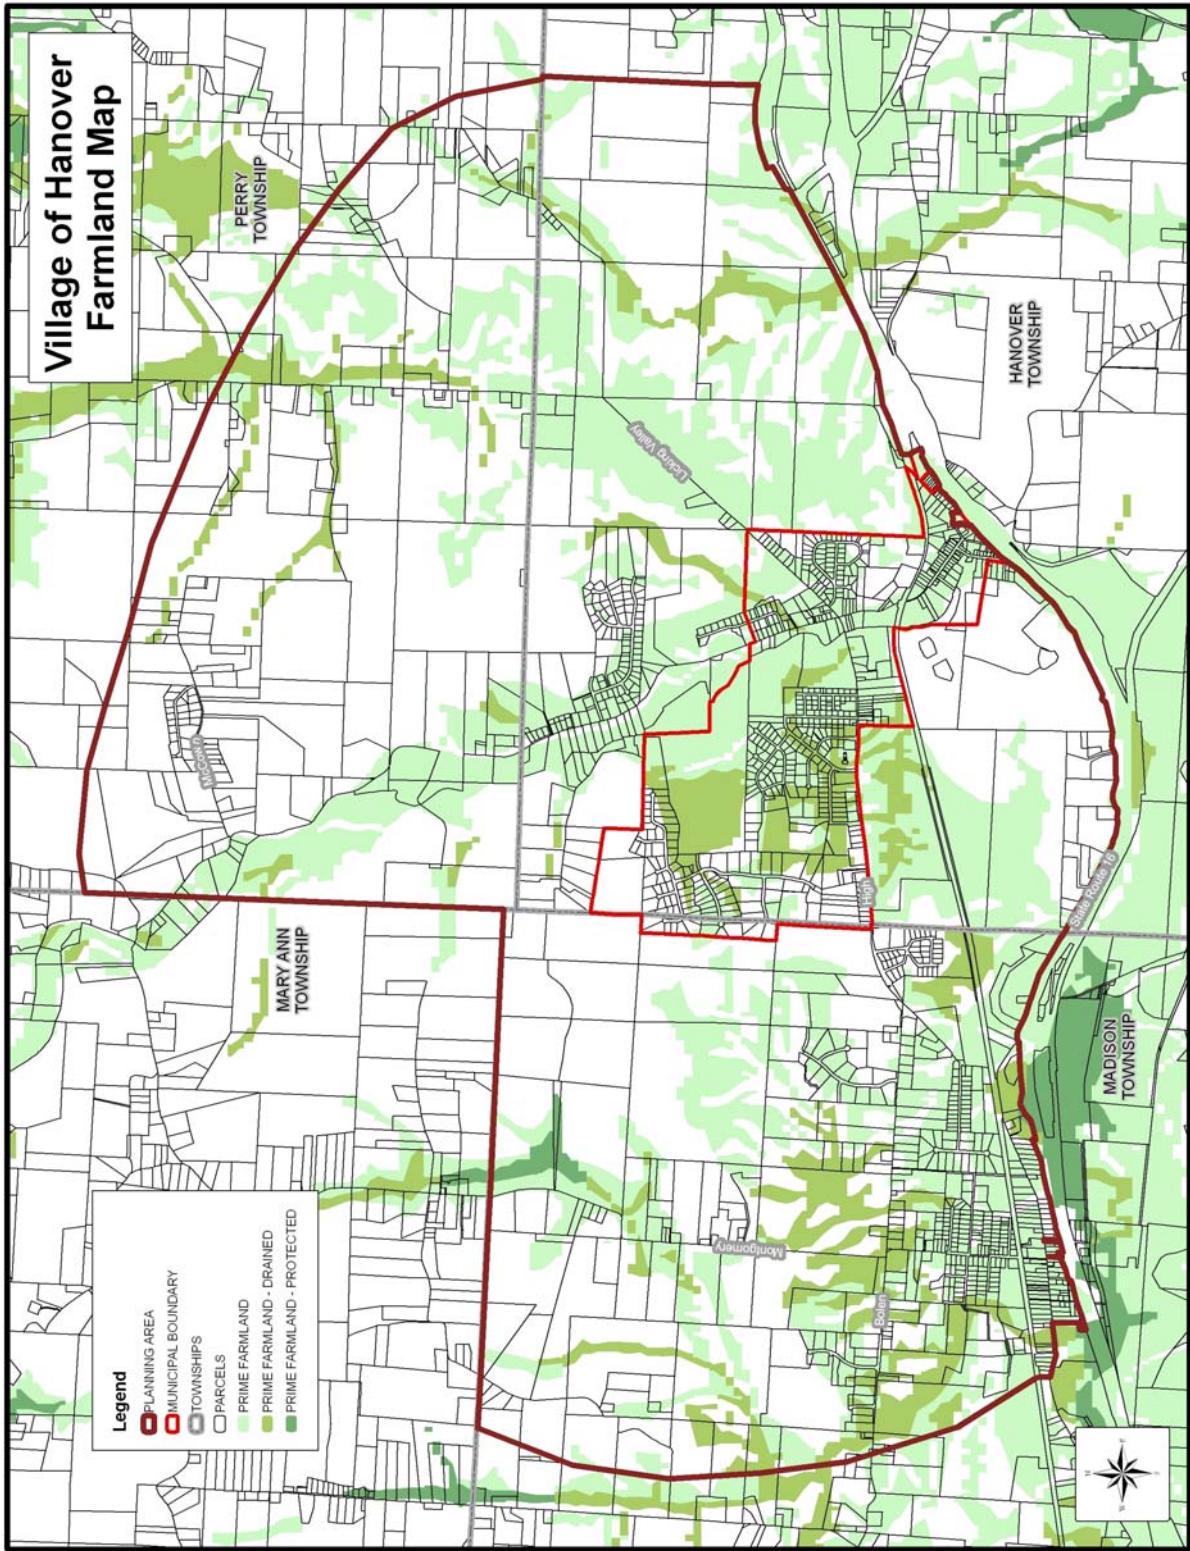 Village of Hanover
Farmland Map
PERRY
TOWNSHIP
MARY ANN
TOWNSHIP
HANOVER
TOWNSHIP
MADISON
TOWNSHIP
Licking Valley
High
State Route 16
Montgomery
Bolen
Legend
PLANNING AREA
MUNICIPAL BOUNDARY
TOWNSHIPS
PARCELS
PRIME FARMLAND
PRIME FARMLAND - DRAINED
PRIME FARMLAND - PROTECTED